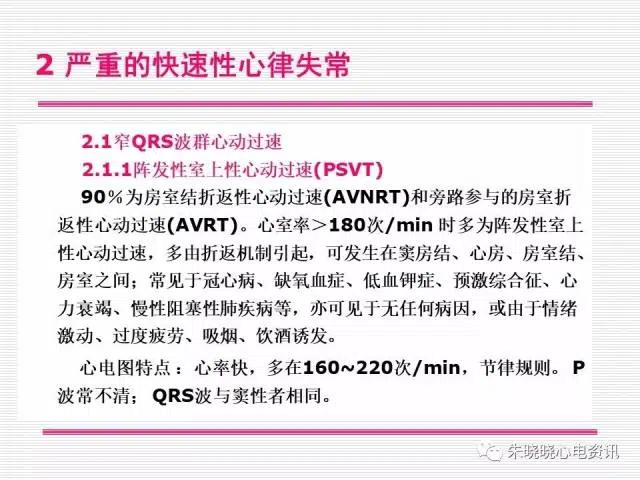 2 严重的快速性心律失常
2.1窄QRS波群心动过速
2.1.1阵发性室上性心动过速(PSVT)
90%为房室结折返性心动过速(AVNRT)和旁路参与的房室折
返性心动过速(AVRT)。心室率＞180次/min 时多为阵发性室上
性心动过速，多由折返机制引起，可发生在窦房结、心房、房室结、
房室之间；常见于冠心病、缺氧血症、低血钾症、预激综合征、心
力衰竭、慢性阻塞性肺疾病等，亦可见于无任何病因，或由于情绪
激动、过度疲劳、吸烟、饮酒诱发。
心电图特点：心率快，多在160~220次/min，节律规则。P
波常不清；QRS波与窦性者相同。
朱晓晓心电资讯